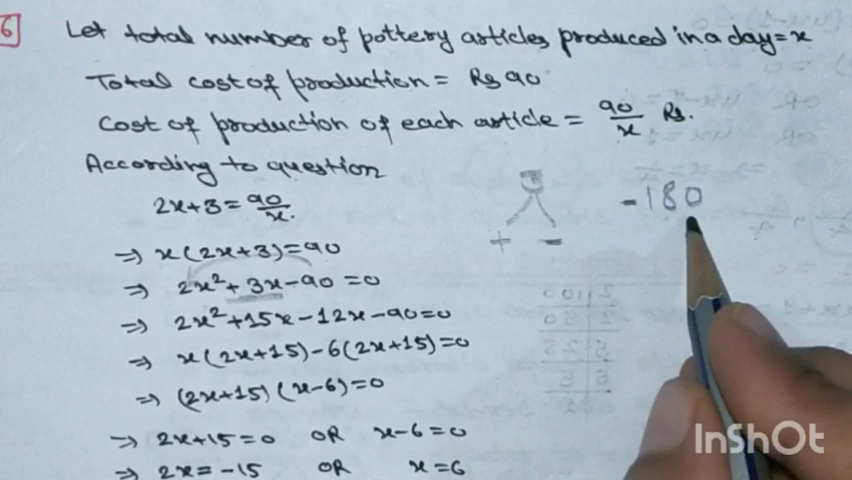 6
Let total number of pottery articles produced in a day = x
Total cost of production = Rs 90
Cost of production of each article = 90/x Rs.
According to question
2x+3 = 90/x.
⇒ x(2x+3)=90
⇒ 2x²+3x-90=0
⇒ 2x²+15x-12x-90=0
⇒ x(2x+15)-6(2x+15)=0
⇒ (2x+15)(x-6)=0
⇒ 2x+15=0 OR x-6=0
⇒ 2x=-15 OR x=6
3
+ -
-180
InShOt